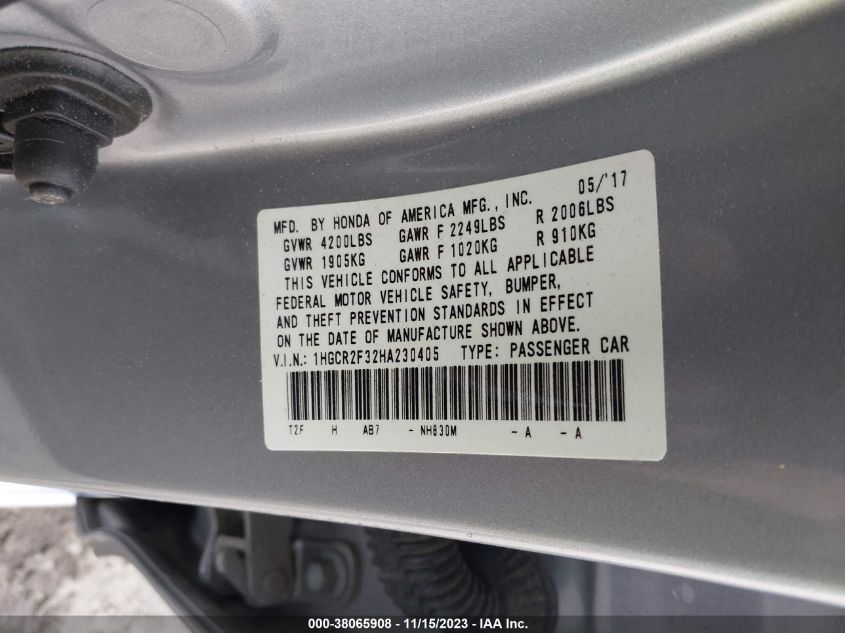 MFD. BY HONDA OF AMERICA MFG., INC. 05/'17
GVWR 4200LBS GAWR F 2249LBS R 2006LBS
GVWR 1905KG GAWR F 1020KG R 910KG
THIS VEHICLE CONFORMS TO ALL APPLICABLE
FEDERAL MOTOR VEHICLE SAFETY, BUMPER,
AND THEFT PREVENTION STANDARDS IN EFFECT
ON THE DATE OF MANUFACTURE SHOWN ABOVE.
V.I.N.: 1HGCR2F32HA230405 TYPE: PASSENGER CAR
T2F H AB7 - NH830M - A - A
000-38065908 - 11/15/2023 - IAA Inc.